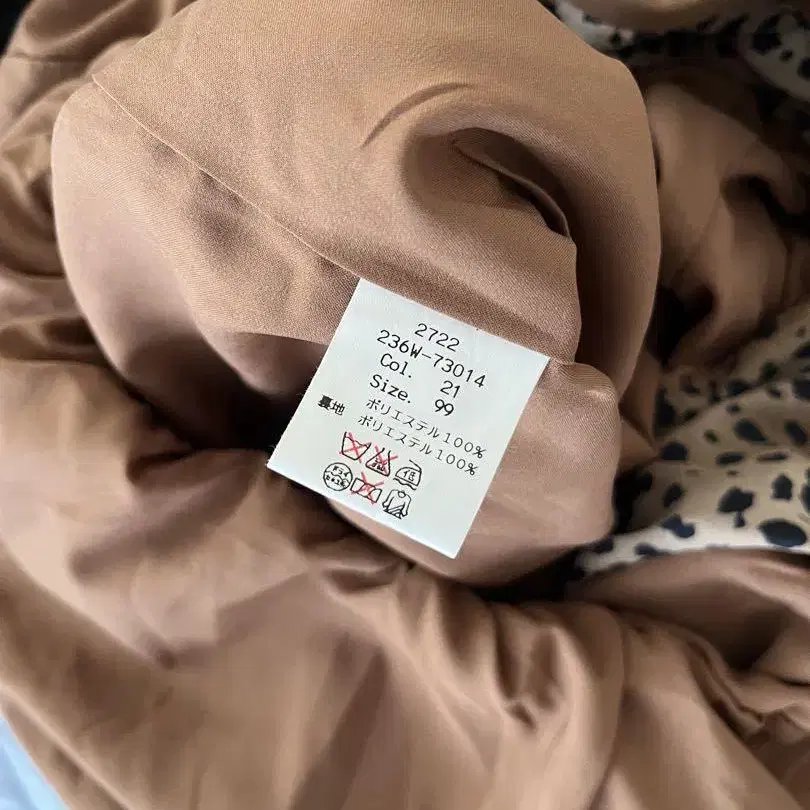 2722
236W-73014
Col. 21
Size. 99
ポリエステル100%
裏地 ポリエステル100%